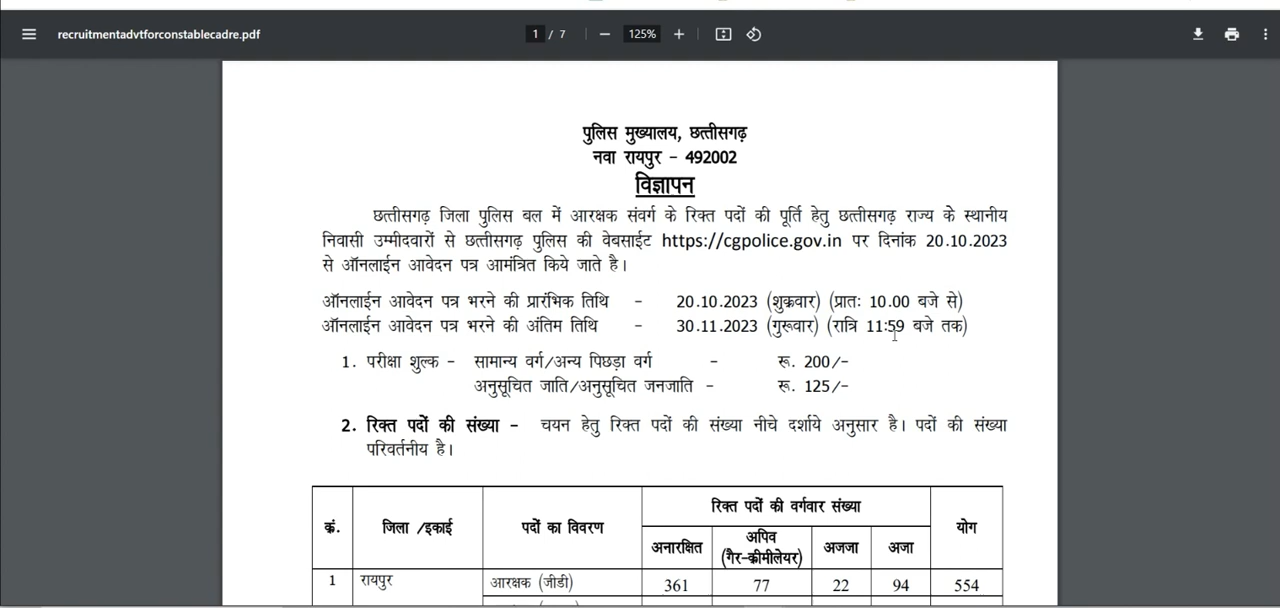 recruitmentadvtforconstablecadre.pdf 1 / 7 125%
पुलिस मुख्यालय, छत्तीसगढ़
नवा रायपुर - 492002
विज्ञापन
छत्तीसगढ़ जिला पुलिस बल में आरक्षक संवर्ग के रिक्त पदों की पूर्ति हेतु छत्तीसगढ़ राज्य के स्थानीय
निवासी उम्मीदवारों से छत्तीसगढ़ पुलिस की वेबसाईट https://cgpolice.gov.in पर दिनांक 20.10.2023
से ऑनलाईन आवेदन पत्र आमंत्रित किये जाते है।
ऑनलाईन आवेदन पत्र भरने की प्रारंभिक तिथि - 20.10.2023 (शुक्रवार) (प्रातः 10.00 बजे से)
ऑनलाईन आवेदन पत्र भरने की अंतिम तिथि - 30.11.2023 (गुरूवार) (रात्रि 11:59 बजे तक)
1. परीक्षा शुल्क - सामान्य वर्ग/अन्य पिछड़ा वर्ग - रू. 200/-
अनुसूचित जाति/अनुसूचित जनजाति - रू. 125/-
2. रिक्त पदों की संख्या - चयन हेतु रिक्त पदों की संख्या नीचे दर्शाये अनुसार है। पदों की संख्या
परिवर्तनीय है।
कं. जिला /इकाई पदों का विवरण रिक्त पदों की वर्गवार संख्या योग
अनारक्षित अपिव (गैर-क्रीमीलेयर) अजजा अजा
1 रायपुर आरक्षक (जीडी) 361 77 22 94 554